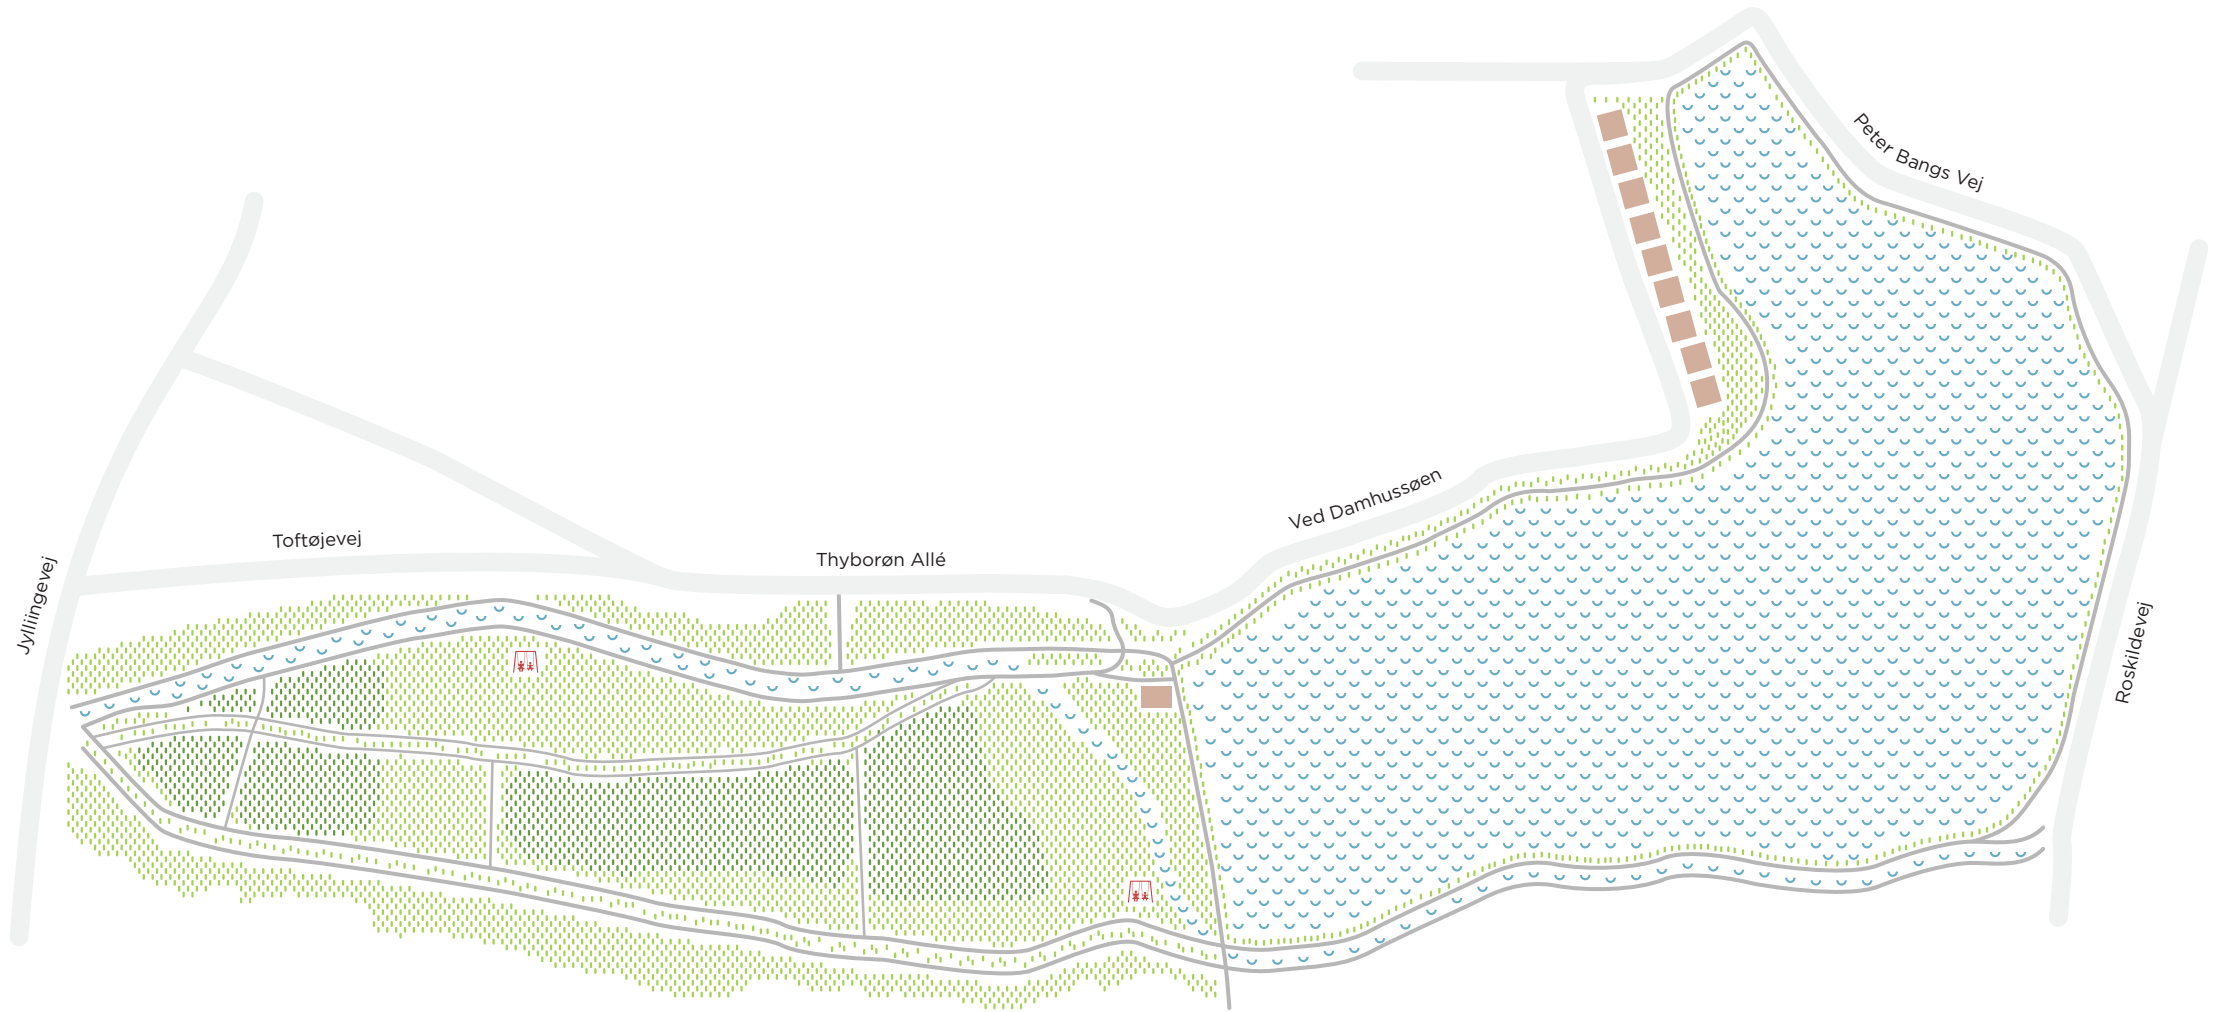 Peter Bangs Vej
Ved Damhussøen
Toftøjevej
Thyborøn Allé
Jyllingevej
Roskildevej